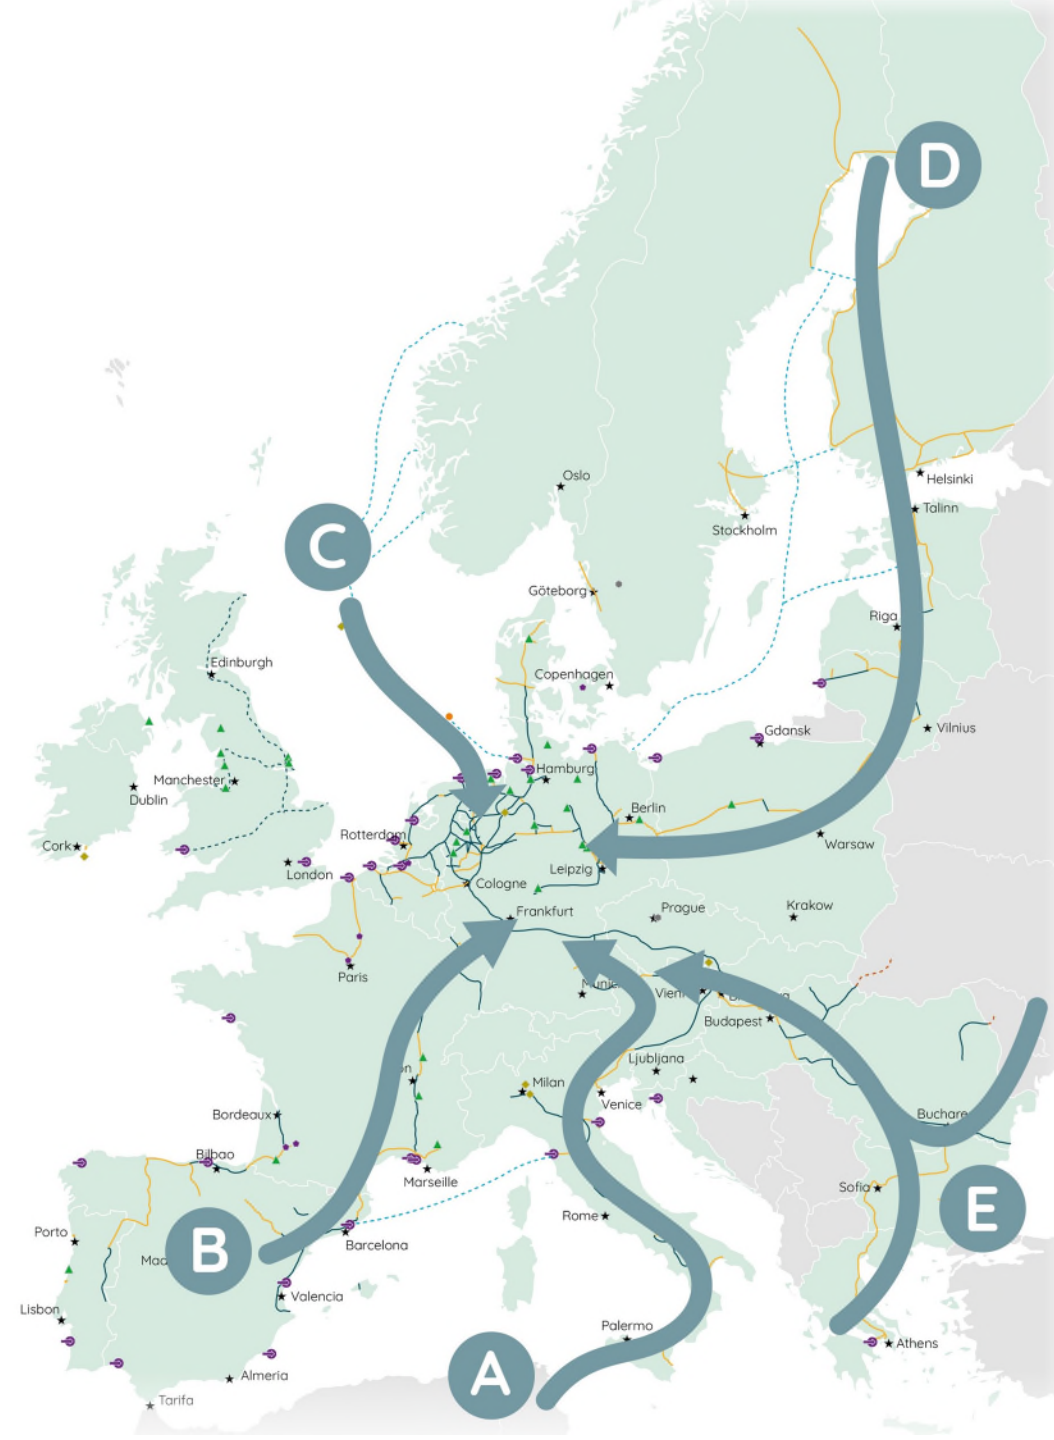 D
Helsinki
Talinn
Oslo
Stockholm
C
Göteborg
Riga
Edinburgh
Copenhagen
Vilnius
Gdansk
Manchester
Hamburg
Dublin
Berlin
Rotterdam
Warsaw
Cork
London
Leipzig
Cologne
Frankfurt
Prague
Krakow
Paris
Budapest
Ljubljana
Milan
Venice
Bordeaux
Bilbao
Marseille
Sofia
Rome
E
Porto
B
Barcelona
Valencia
Lisbon
Palermo
Athens
A
Almeria
Tarifa